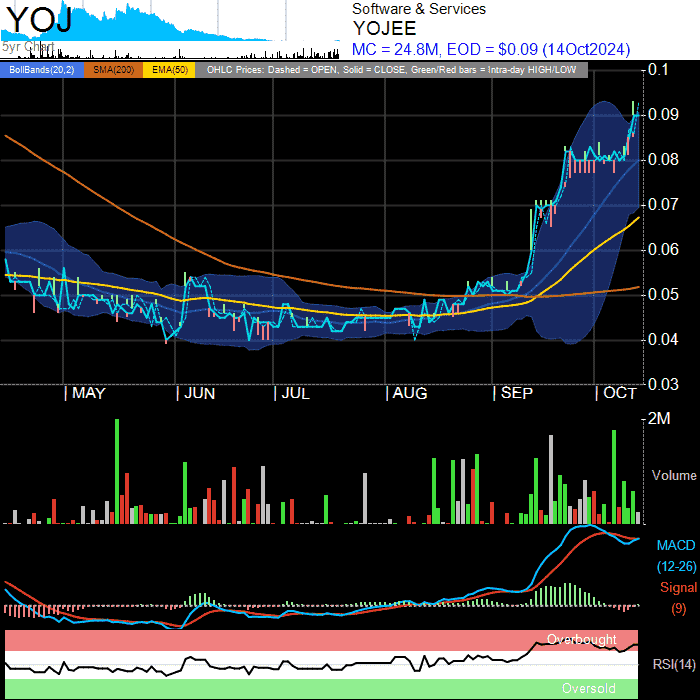 YOJ
Software & Services
YOJEE
5yr Chart
MC = 24.8M, EOD = $0.09 (14Oct2024)
BollBands(20,2) SMA(200) EMA(50) OHLC Prices: Dashed = OPEN, Solid = CLOSE, Green/Red bars = Intra-day HIGH/LOW
0.1
0.09
0.08
0.07
0.06
0.05
0.04
0.03
| MAY | JUN | JUL | AUG | SEP | OCT
2M
Volume
MACD
(12-26)
Signal
(9)
Overbought
RSI(14)
Oversold